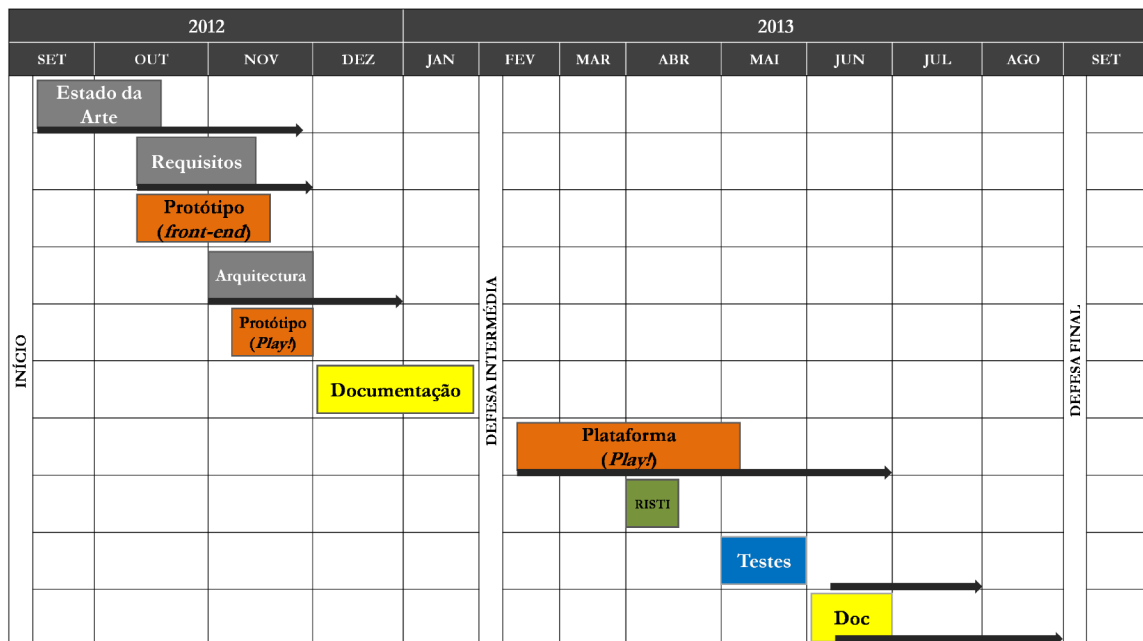 2012
2013
SET
OUT
NOV
DEZ
JAN
FEV
MAR
ABR
MAI
JUN
JUL
AGO
SET
INÍCIO
Estado da
Arte
Requisitos
Protótipo
(front-end)
Arquitectura
Protótipo
(Play!)
Documentação
DEFESA INTERMÉDIA
Plataforma
(Play!)
RISTI
Testes
Doc
DEFESA FINAL